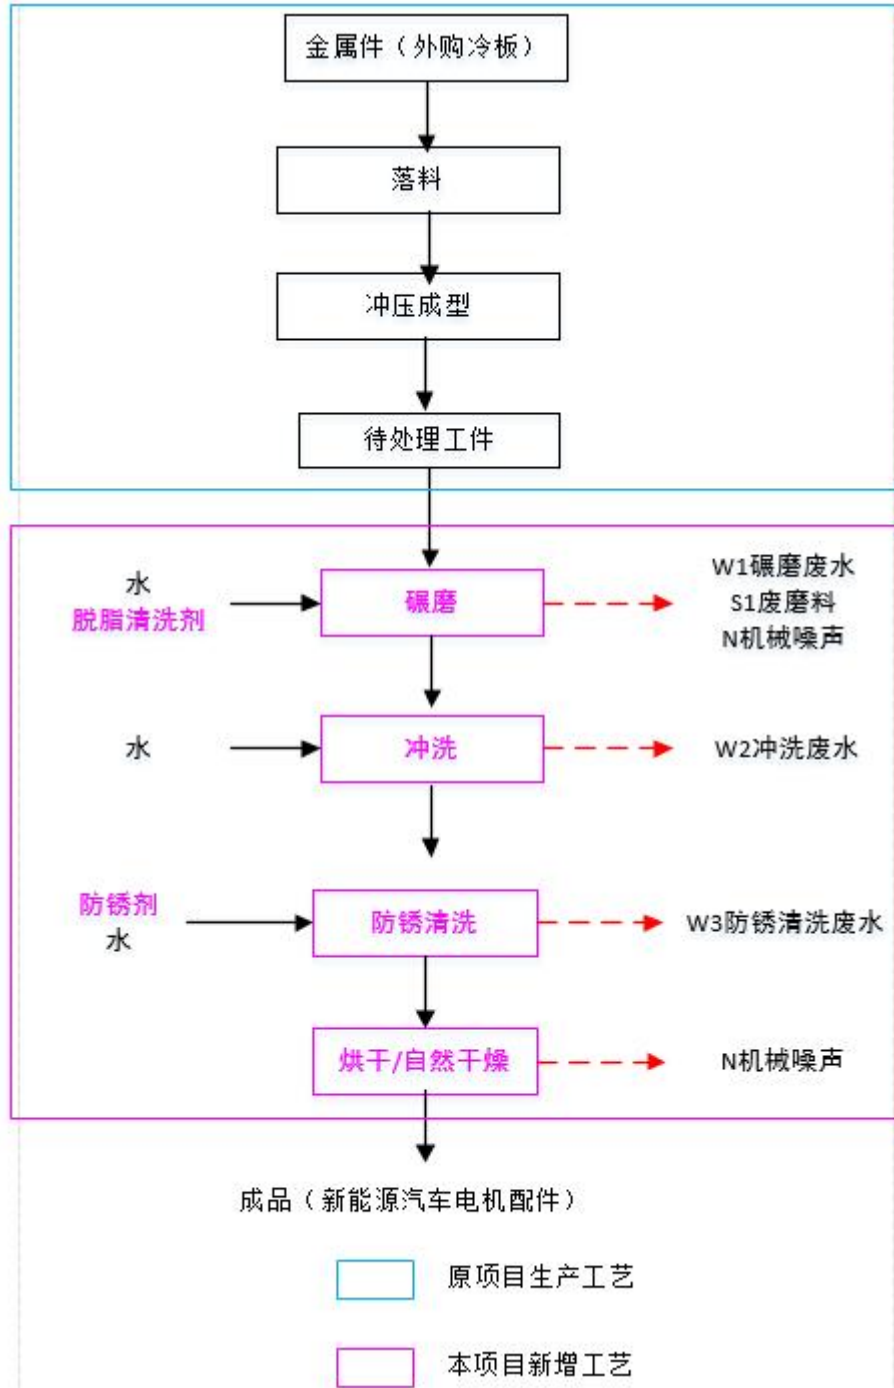 金属件（外购冷板）
落料
冲压成型
待处理工件
水
脱脂清洗剂
碾磨
W1碾磨废水
S1废磨料
N机械噪声
水
冲洗
W2冲洗废水
防锈剂
水
防锈清洗
W3防锈清洗废水
烘干/自然干燥
N机械噪声
成品（新能源汽车电机配件）
原项目生产工艺
本项目新增工艺